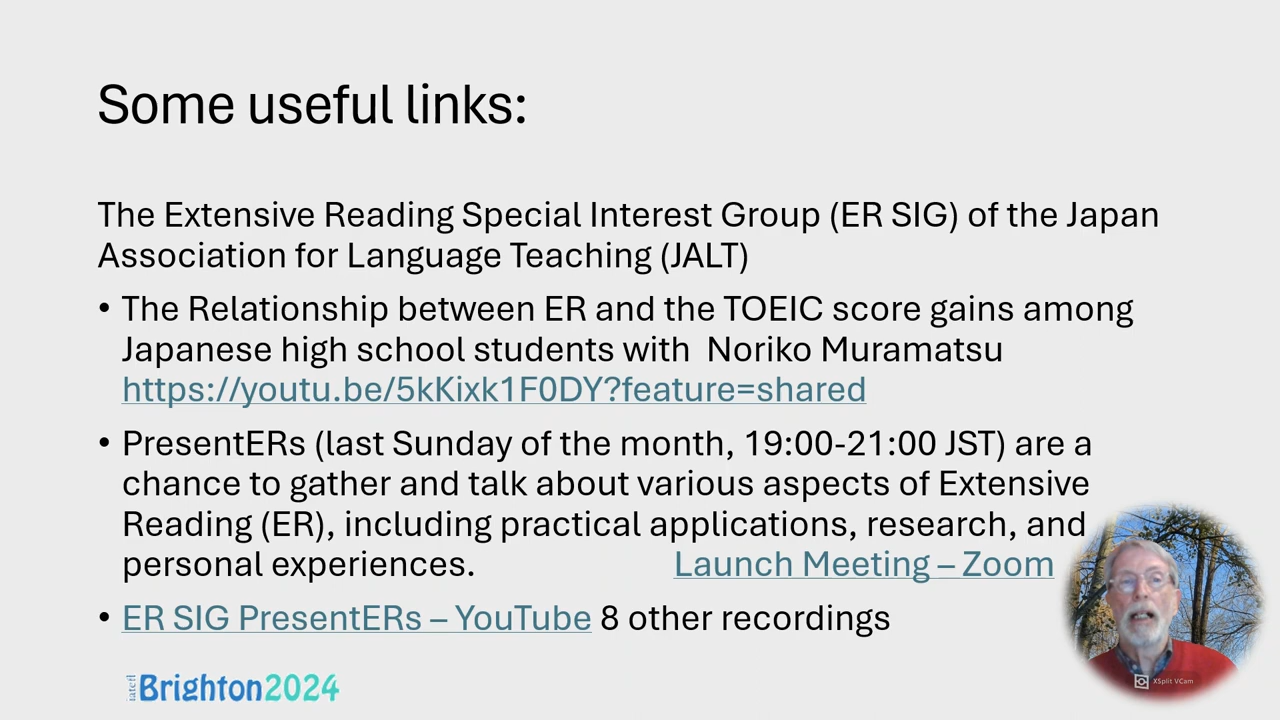 Some useful links:
The Extensive Reading Special Interest Group (ER SIG) of the Japan
Association for Language Teaching (JALT)
• The Relationship between ER and the TOEIC score gains among
Japanese high school students with  Noriko Muramatsu
https://youtu.be/5kKixk1F0DY?feature=shared
• PresentERs (last Sunday of the month, 19:00-21:00 JST) are a
chance to gather and talk about various aspects of Extensive
Reading (ER), including practical applications, research, and
personal experiences. Launch Meeting – Zoom
• ER SIG PresentERs – YouTube 8 other recordings
iatefl Brighton2024
XSplit VCam